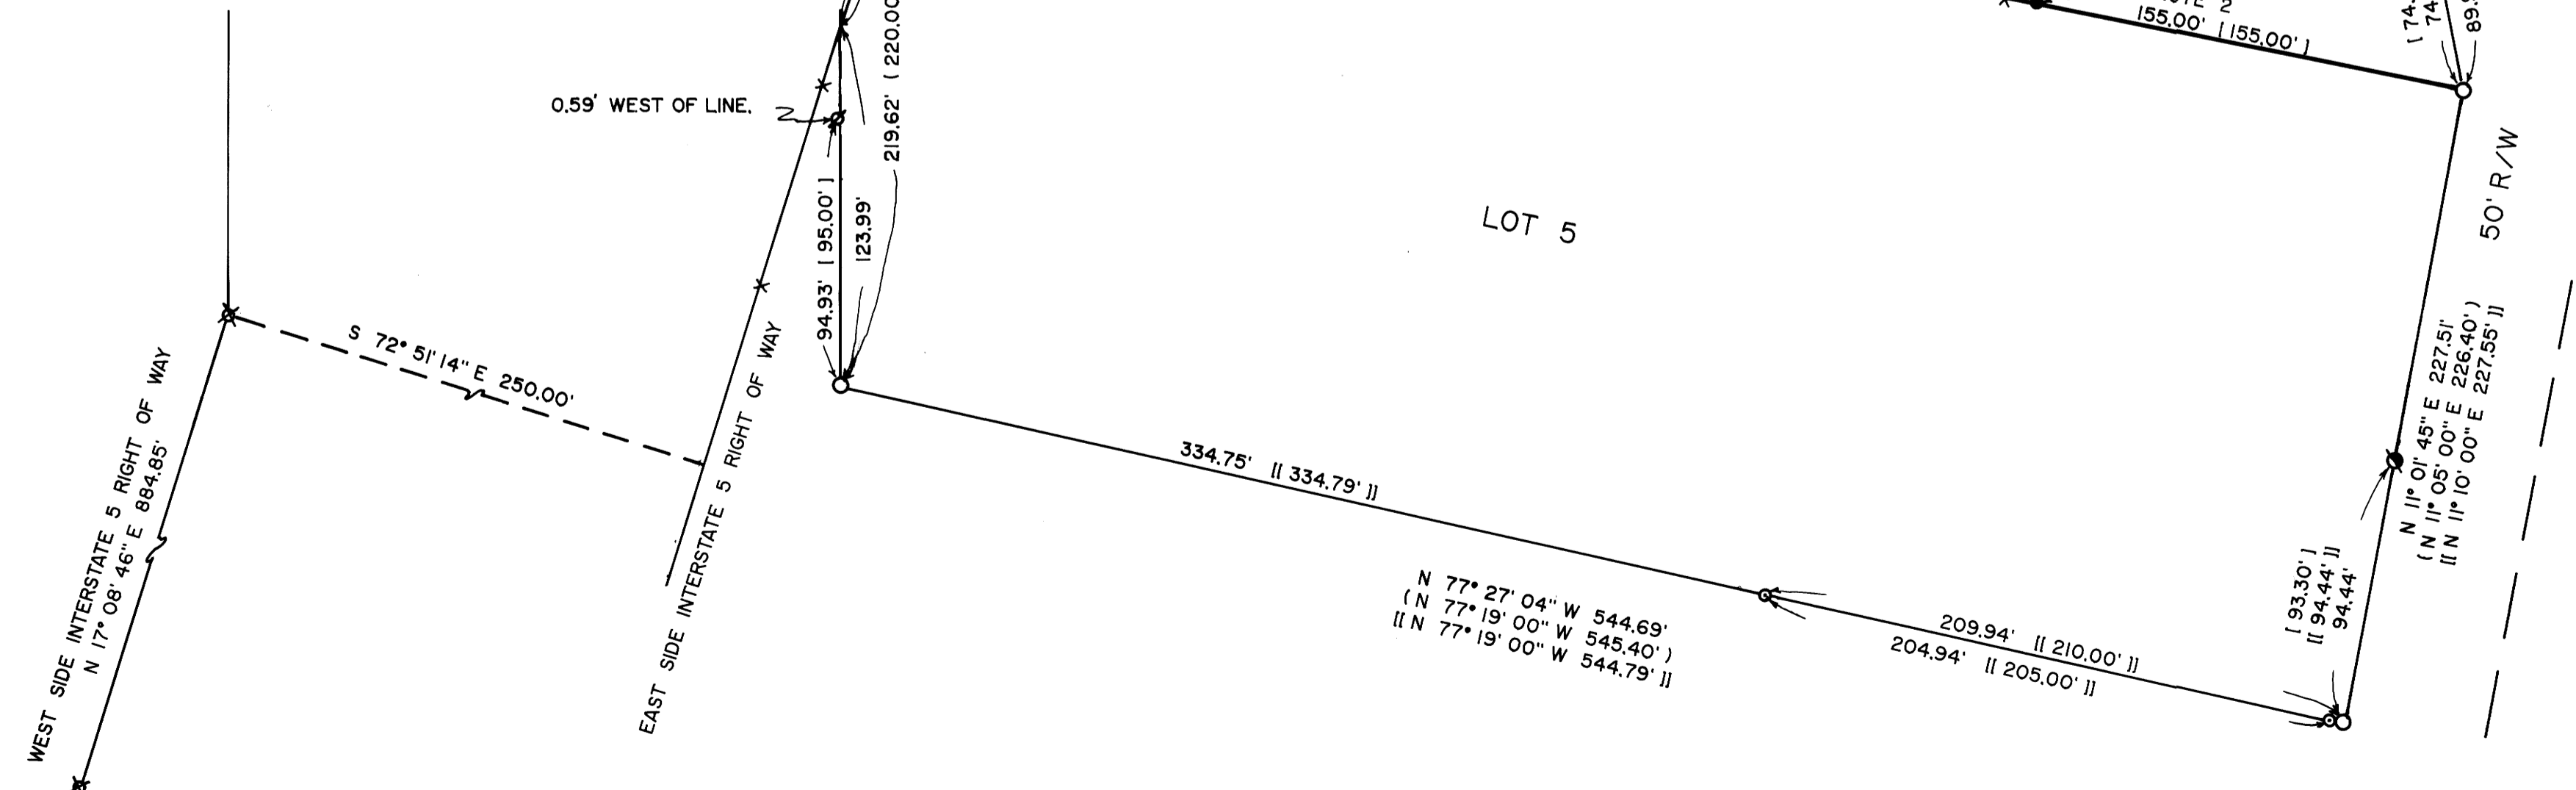 155.00' [ 155.00' ]
[ 74.
74
89.
219.62' ( 220.00
0.59' WEST OF LINE.
94.93' [ 95.00' ]
123.99'
LOT 5
50' R/W
S 72° 51' 14" E 250.00'
WEST SIDE INTERSTATE 5 RIGHT OF WAY
N 17° 08' 46" E 884.85'
EAST SIDE INTERSTATE 5 RIGHT OF WAY
334.75' [[ 334.79' ]]
N 11° 01' 45" E 227.51'
( N 11° 05' 00" E 226.40' )
[[ N 11° 10' 00" E 227.55' ]]
N 77° 27' 04" W 544.69'
( N 77° 19' 00" W 545.40' )
[[ N 77° 19' 00" W 544.79' ]]
209.94' [[ 210.00' ]]
204.94' [[ 205.00' ]]
[ 93.30' ]
[[ 94.44' ]]
94.44'